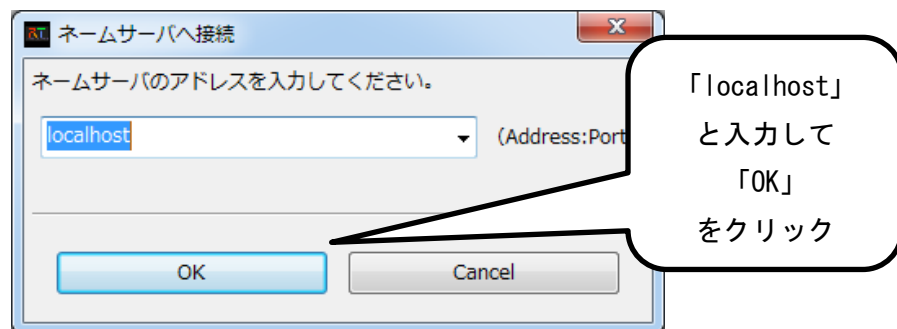 ネームサーバへ接続
ネームサーバのアドレスを入力してください。
localhost
(Address:Port
OK
Cancel
「localhost」
と入力して
「OK」
をクリック